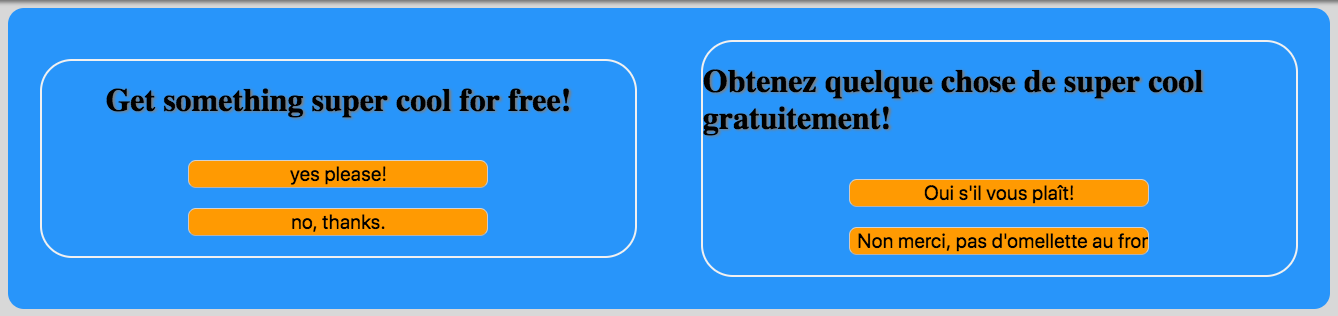 Get something super cool for free!
yes please!
no, thanks.
Obtenez quelque chose de super cool
gratuitement!
Oui s'il vous plaît!
Non merci, pas d'omellette au